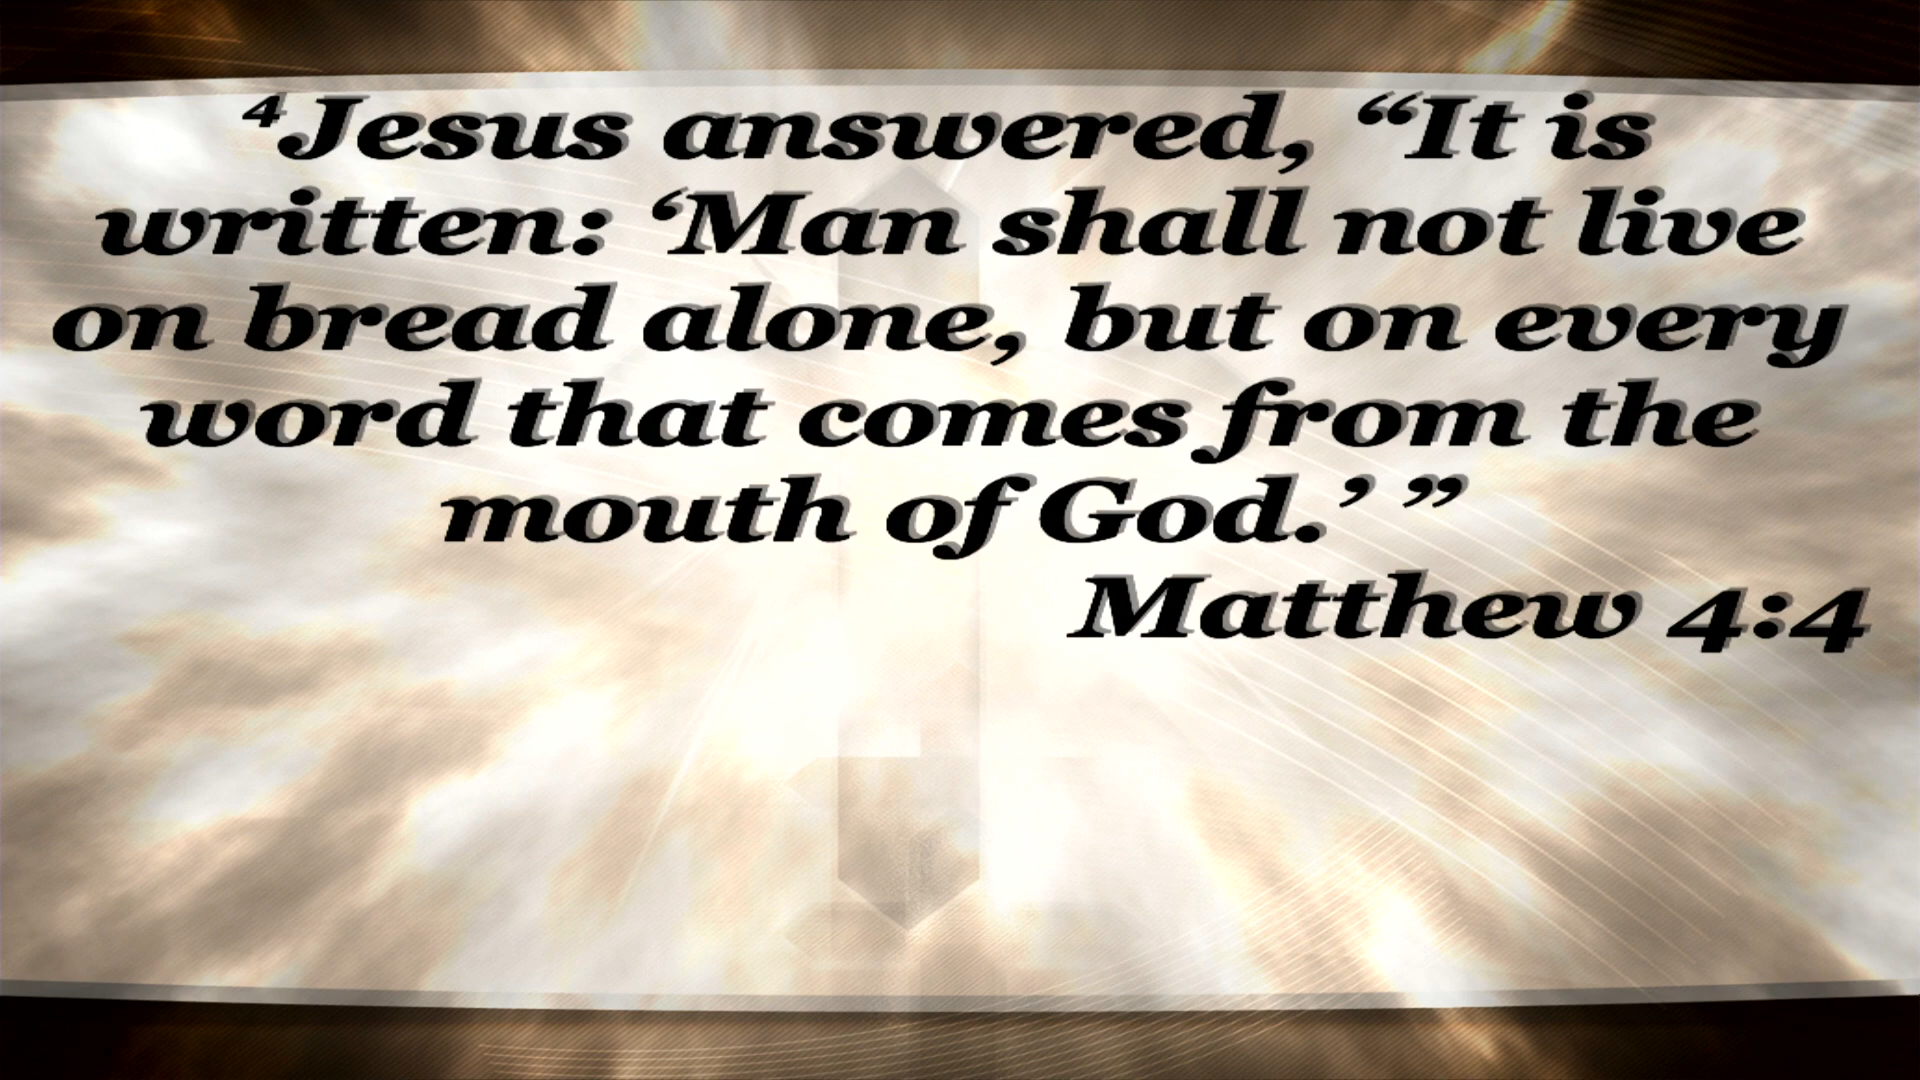 ⁴Jesus answered, “It is
written: ‘Man shall not live
on bread alone, but on every
word that comes from the
mouth of God.’ ”
Matthew 4:4